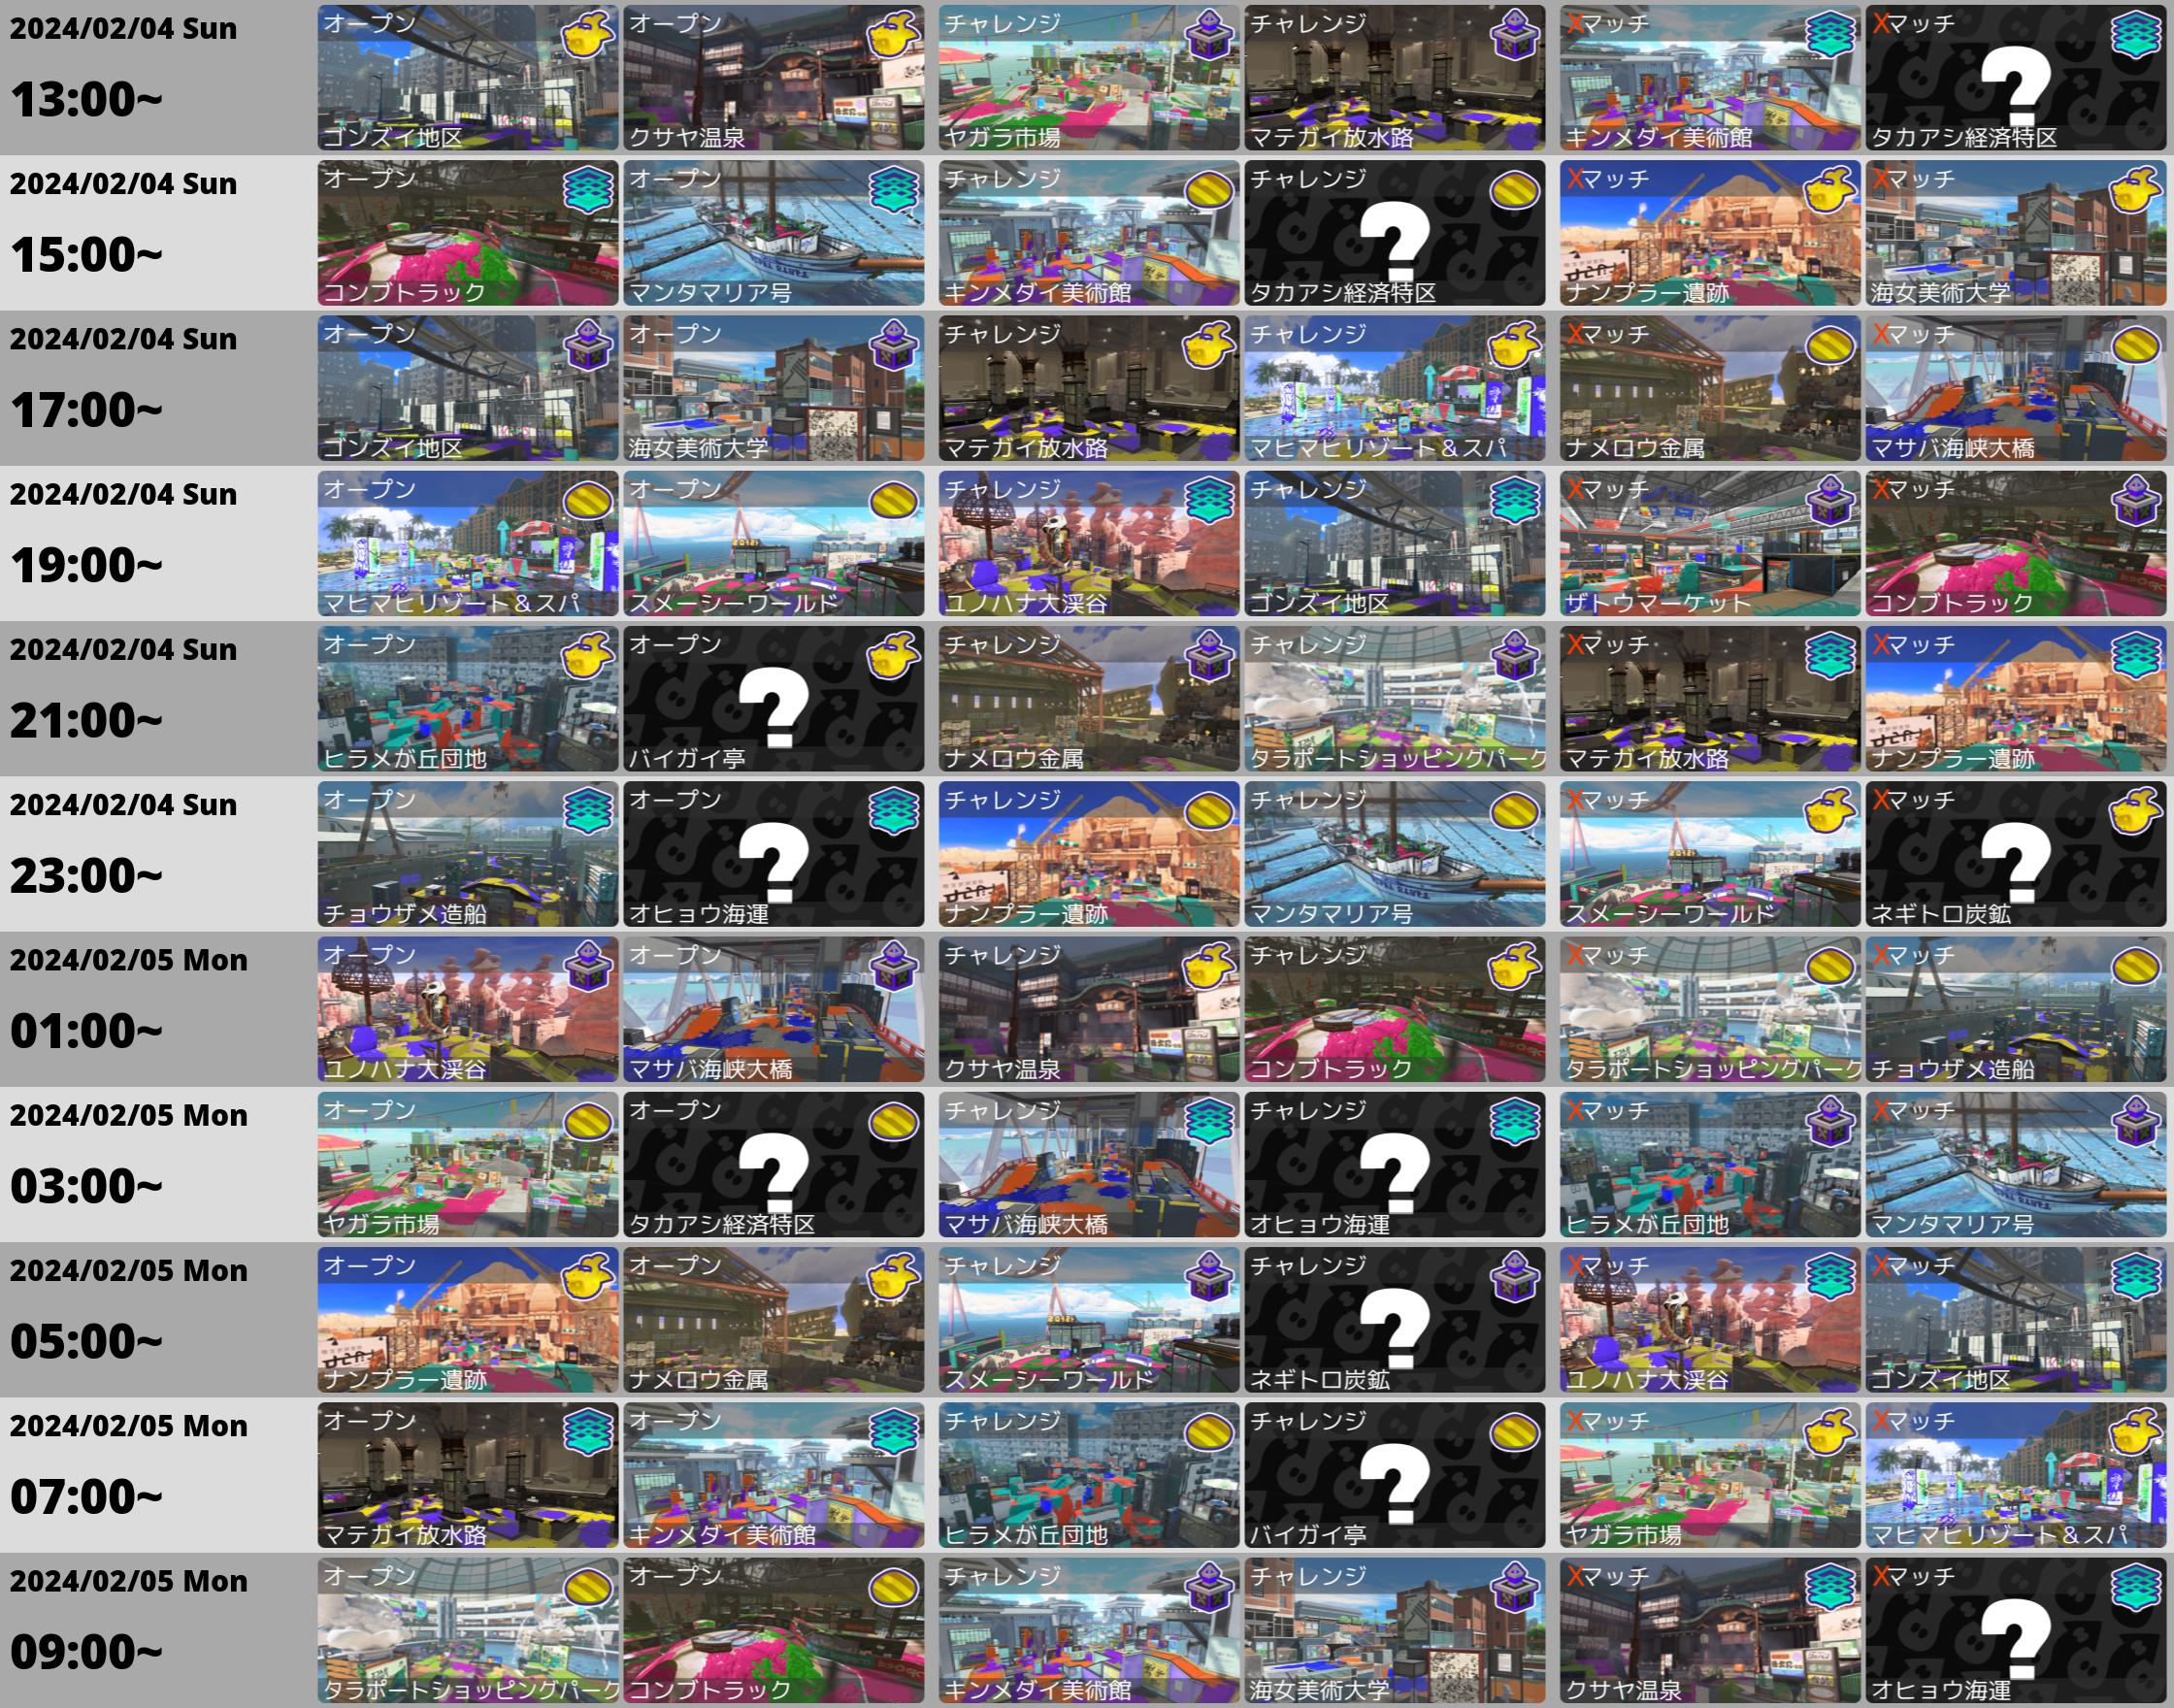 2024/02/04 Sun
13:00~
オープン オープン チャレンジ チャレンジ Xマッチ Xマッチ
ゴンズイ地区 クサヤ温泉 ヤガラ市場 マテガイ放水路 キンメダイ美術館 タカアシ経済特区
2024/02/04 Sun
15:00~
オープン オープン チャレンジ チャレンジ Xマッチ Xマッチ
コンブトラック マンタマリア号 キンメダイ美術館 タカアシ経済特区 ナンプラー遺跡 海女美術大学
2024/02/04 Sun
17:00~
オープン オープン チャレンジ チャレンジ Xマッチ Xマッチ
ゴンズイ地区 海女美術大学 マテガイ放水路 マヒマヒリゾート&スパ ナメロウ金属 マサバ海峡大橋
2024/02/04 Sun
19:00~
オープン オープン チャレンジ チャレンジ Xマッチ Xマッチ
マヒマヒリゾート&スパ スメーシーワールド ユノハナ大渓谷 ゴンズイ地区 ザトウマーケット コンブトラック
2024/02/04 Sun
21:00~
オープン オープン チャレンジ チャレンジ Xマッチ Xマッチ
ヒラメが丘団地 バイガイ亭 ナメロウ金属 タラポートショッピングパーク マテガイ放水路 ナンプラー遺跡
2024/02/04 Sun
23:00~
オープン オープン チャレンジ チャレンジ Xマッチ Xマッチ
チョウザメ造船 オヒョウ海運 ナンプラー遺跡 マンタマリア号 スメーシーワールド ネギトロ炭鉱
2024/02/05 Mon
01:00~
オープン オープン チャレンジ チャレンジ Xマッチ Xマッチ
ユノハナ大渓谷 マサバ海峡大橋 クサヤ温泉 コンブトラック タラポートショッピングパーク チョウザメ造船
2024/02/05 Mon
03:00~
オープン オープン チャレンジ チャレンジ Xマッチ Xマッチ
ヤガラ市場 タカアシ経済特区 マサバ海峡大橋 オヒョウ海運 ヒラメが丘団地 マンタマリア号
2024/02/05 Mon
05:00~
オープン オープン チャレンジ チャレンジ Xマッチ Xマッチ
ナンプラー遺跡 ナメロウ金属 スメーシーワールド ネギトロ炭鉱 ユノハナ大渓谷 ゴンズイ地区
2024/02/05 Mon
07:00~
オープン オープン チャレンジ チャレンジ Xマッチ Xマッチ
マテガイ放水路 キンメダイ美術館 ヒラメが丘団地 バイガイ亭 ヤガラ市場 マヒマヒリゾート&スパ
2024/02/05 Mon
09:00~
オープン オープン チャレンジ チャレンジ Xマッチ Xマッチ
タラポートショッピングパーク コンブトラック キンメダイ美術館 海女美術大学 クサヤ温泉 オヒョウ海運